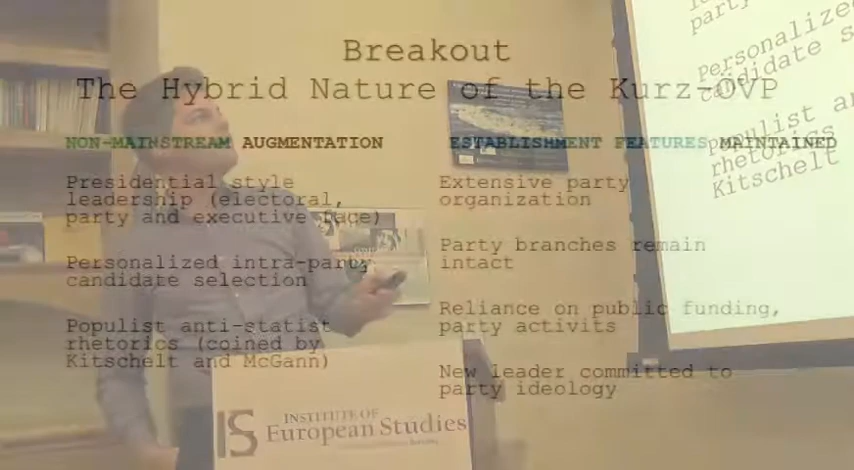 Breakout
The Hybrid Nature of the Kurz-ÖVP
NON-MAINSTREAM AUGMENTATION
Presidential style
leadership (electoral,
party and executive face)
Personalized intra-party
candidate selection
Populist anti-statist
rhetorics (coined by
Kitschelt and McGann)
ESTABLISHMENT FEATURES MAINTAINED
Extensive party
organization
Party branches remain
intact
Reliance on public funding,
party activits
New leader committed to
party ideology
party
Personalized
candidate s
Populist an
rhetorics
Kitschelt
IS
INSTITUTE OF
European Studies